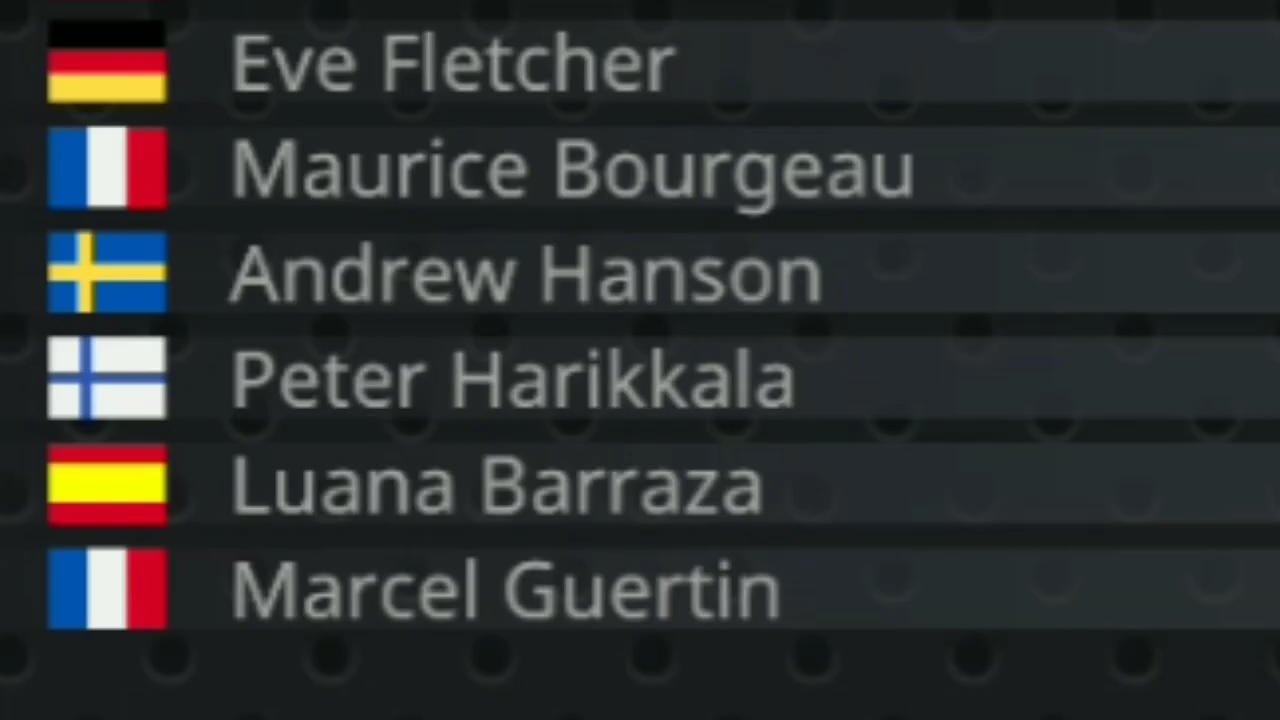 Eve Fletcher
Maurice Bourgeau
Andrew Hanson
Peter Harikkala
Luana Barraza
Marcel Guertin